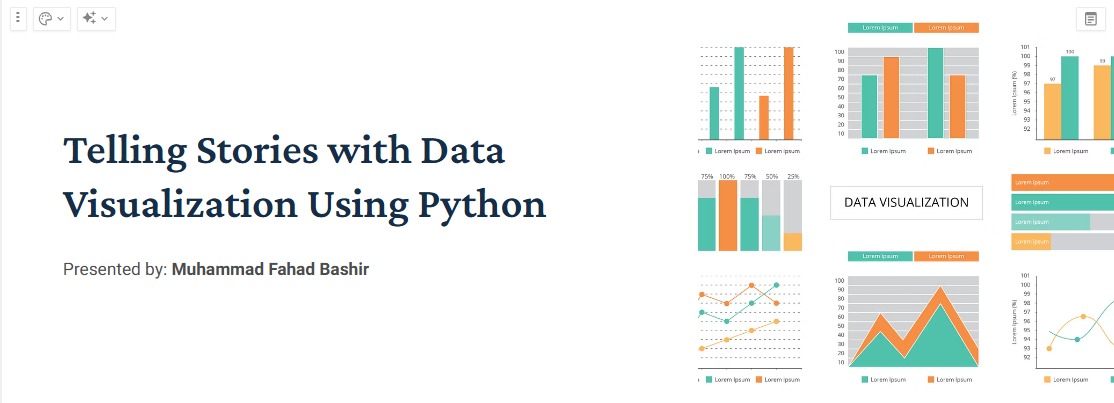 Telling Stories with Data
Visualization Using Python
Presented by: Muhammad Fahad Bashir
Lorem Ipsum Lorem Ipsum
Lorem Ipsum Lorem Ipsum
100
90
80
70
60
50
40
30
20
10
Lorem Ipsum Lorem Ipsum
Lorem Ipsum (%)
101
100
99
98
97
96
95
94
93
92
97 100 99
Lorem Ipsum
75% 100% 75% 50% 25%
DATA VISUALIZATION
Lorem Ipsum
Lorem Ipsum
Lorem Ipsum
Lorem Ipsum
Lorem Ipsum Lorem Ipsum
Lorem Ipsum Lorem Ipsum
100
90
80
70
60
50
40
30
20
10
Lorem Ipsum Lorem Ipsum
Lorem Ipsum (%)
101
100
99
98
97
96
95
94
93
92
Lorem Ipsum